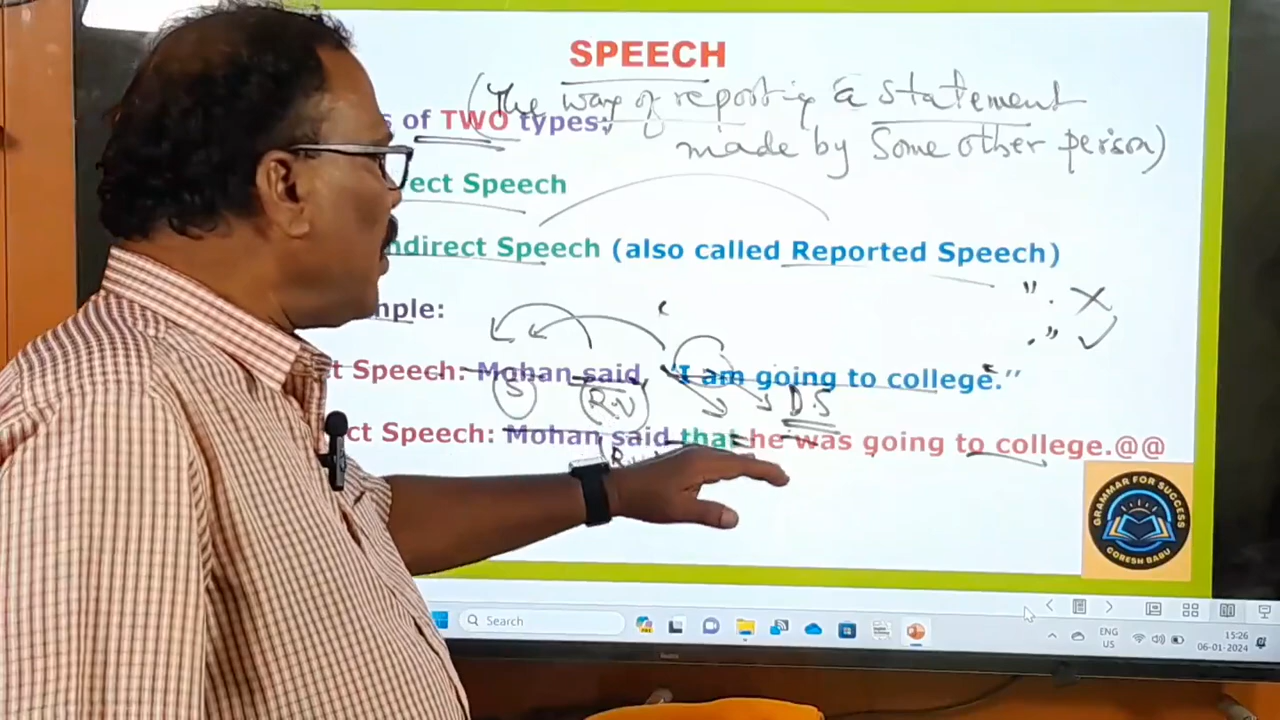 SPEECH
(The way of reporting a statement
made by Some other person)
s of TWO types:
ect Speech
ndirect Speech (also called Reported Speech)
mple:
" . X
. " ✓
ct Speech: Mohan said, “I am going to college.”
S R.V D.S
ct Speech: Mohan said that he was going to college.@@
R.V
GRAMMAR FOR SUCCESS
GORESH BABU
Search
ENG
US
15:26
06-01-2024